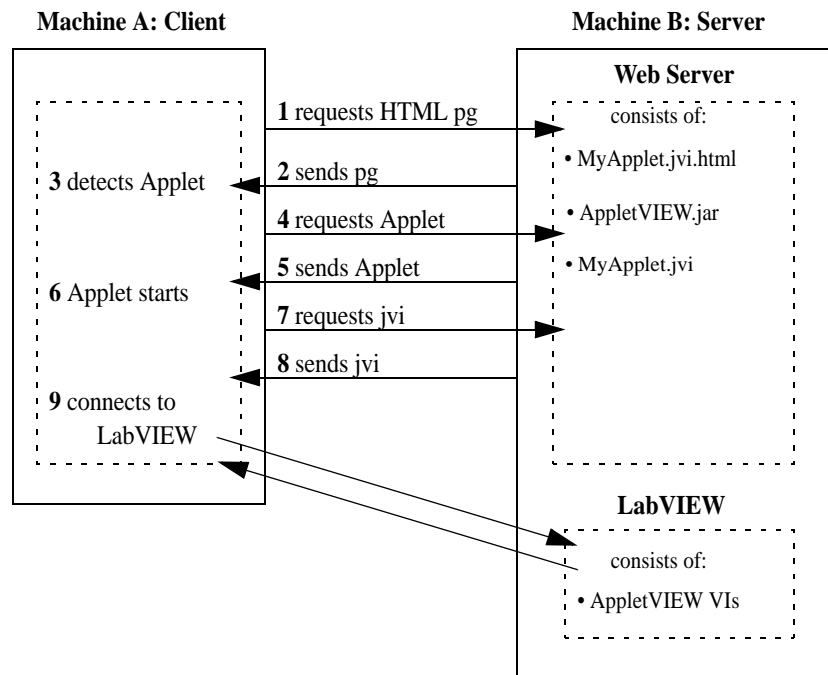 Machine A: Client
Machine B: Server
Web Server
1 requests HTML pg
consists of:
• MyApplet.jvi.html
2 sends pg
3 detects Applet
4 requests Applet
• AppletVIEW.jar
5 sends Applet
• MyApplet.jvi
6 Applet starts
7 requests jvi
8 sends jvi
9 connects to
LabVIEW
LabVIEW
consists of:
• AppletVIEW VIs